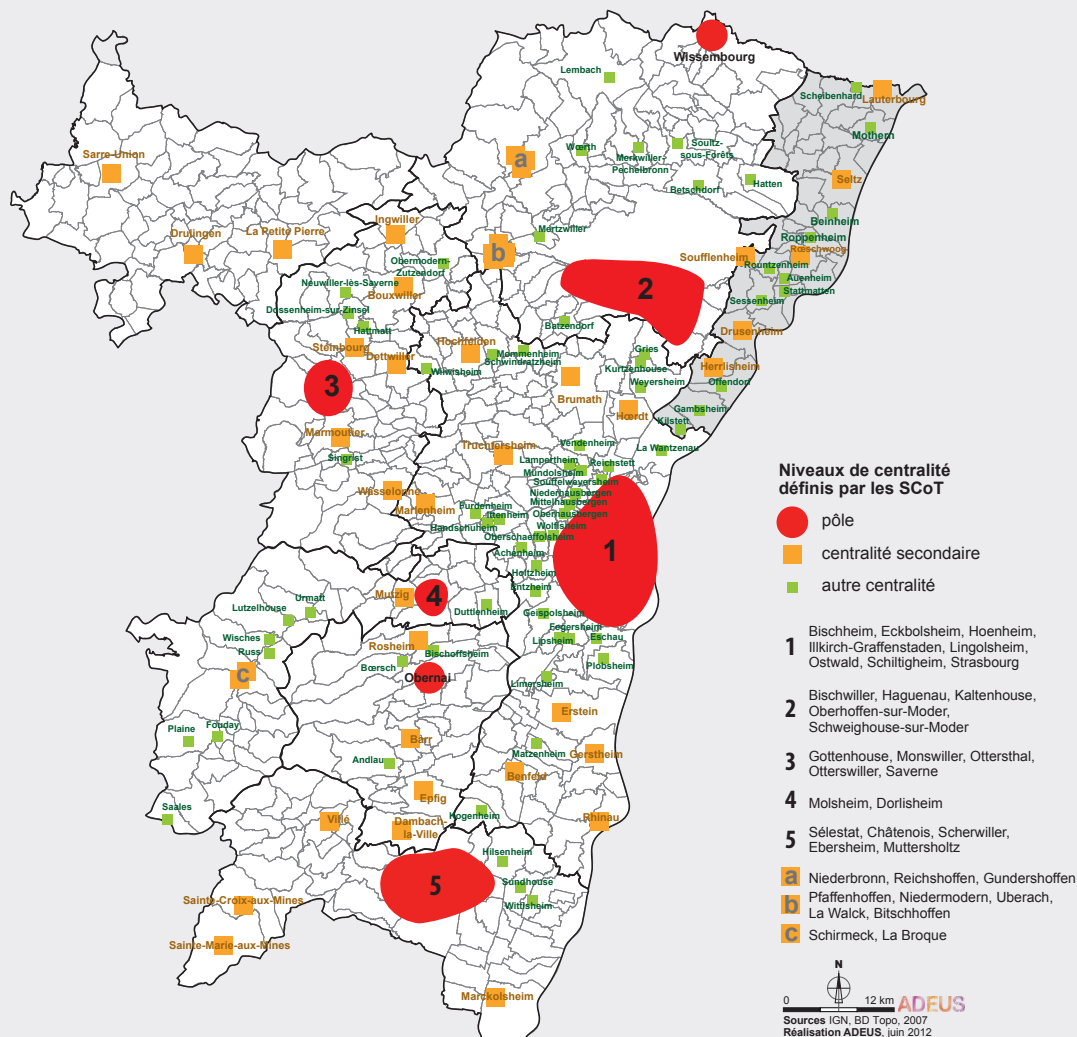 Wissembourg
Lembach
Scheibenhard
Lauterbourg
Mothern
Sarre-Union
a
Wœrth
Merkwiller-
Pechelbronn
Soultz-
sous-Forêts
Betschdorf
Hatten
Seltz
Beinheim
Roppenheim
Rœschwoog
Drulingen
La Petite Pierre
Ingwiller
Mertzwiller
b
Obermodern-
Zutzendorf
Soufflenheim
Rountzenheim
Auenheim
Stattmatten
Sessenheim
Neuwiller-lès-Saverne
Bouxwiller
2
Dossenheim-sur-Zinsel
Hattmatt
Batzendorf
Drusenheim
Steinbourg
Dettwiller
Hochfelden
Mommenheim
Schwindratzheim
Wilwisheim
Gries
Kurtzenhouse
Weyersheim
Herrlisheim
Offendorf
3
Brumath
Hœrdt
Gambsheim
Kilstett
Marmoutier
Singrist
Truchtersheim
Vendenheim
La Wantzenau
Lampertheim
Mundolsheim
Reichstett
Souffelweyersheim
Niederhausbergen
Mittelhausbergen
Oberhausbergen
Wasselonne
Marlenheim
Furdenheim
Ittenheim
Handschuheim
Wolfisheim
Oberschaeffolsheim
Achenheim
1
Holtzheim
Entzheim
Mutzig
4
Duttlenheim
Geispolsheim
Urmatt
Lutzelhouse
Wisches
Russ
Rosheim
Bischoffsheim
Bœrsch
Obernai
Fegersheim
Lipsheim
Eschau
Plobsheim
Limersheim
c
Erstein
Plaine
Fouday
Barr
Andlau
Matzenheim
Gerstheim
Benfeld
Saales
Epfig
Kogenheim
Rhinau
Villé
Dambach-
la-Ville
Hilsenheim
5
Sundhouse
Wittisheim
Sainte-Croix-aux-Mines
Sainte-Marie-aux-Mines
Marckolsheim
Niveaux de centralité
définis par les SCoT
pôle
centralité secondaire
autre centralité
1 Bischheim, Eckbolsheim, Hoenheim,
Illkirch-Graffenstaden, Lingolsheim,
Ostwald, Schiltigheim, Strasbourg
2 Bischwiller, Haguenau, Kaltenhouse,
Oberhoffen-sur-Moder,
Schweighouse-sur-Moder
3 Gottenhouse, Monswiller, Ottersthal,
Otterswiller, Saverne
4 Molsheim, Dorlisheim
5 Sélestat, Châtenois, Scherwiller,
Ebersheim, Muttersholtz
a Niederbronn, Reichshoffen, Gundershoffen
b Pfaffenhoffen, Niedermodern, Uberach,
La Walck, Bitschhoffen
c Schirmeck, La Broque
N
0 12 km ADEUS
Sources IGN, BD Topo, 2007
Réalisation ADEUS, juin 2012